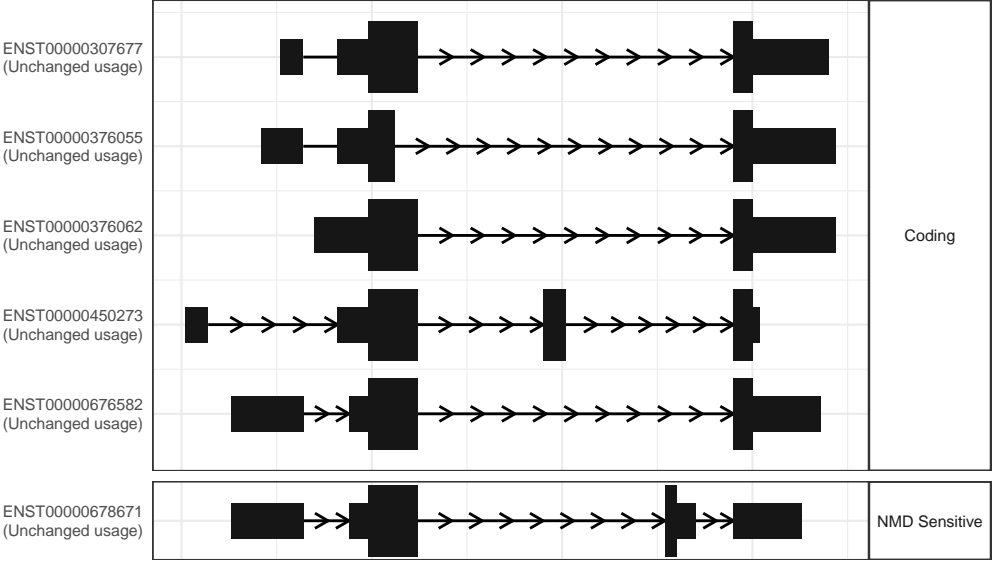 ENST00000307677
(Unchanged usage)
ENST00000376055
(Unchanged usage)
ENST00000376062
(Unchanged usage)
Coding
ENST00000450273
(Unchanged usage)
ENST00000676582
(Unchanged usage)
ENST00000678671
(Unchanged usage)
NMD Sensitive